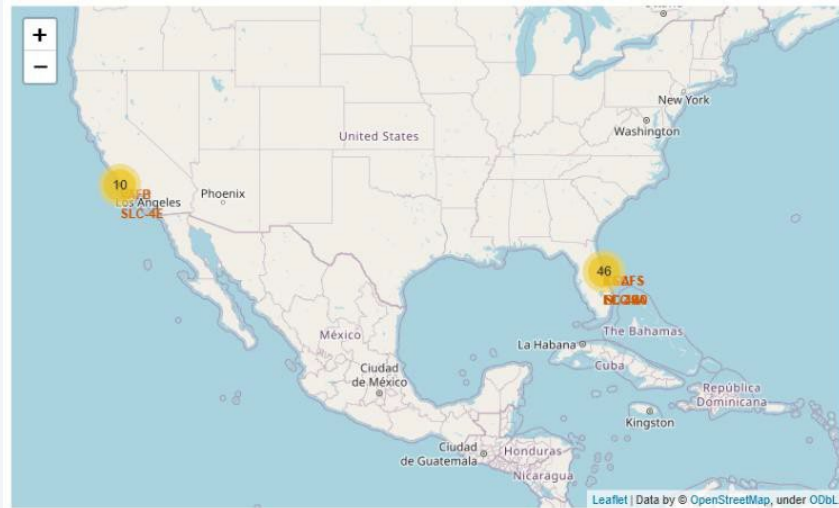 Ottawa
+
−
New York
Washington
United States
10
Los Angeles
Phoenix
SLC-4E
46
The Bahamas
La Habana
México
Cuba
Ciudad
de México
República
Dominicana
Kingston
Ciudad
de Guatemala
Honduras
Nicaragua
Leaflet | Data by © OpenStreetMap, under ODbL